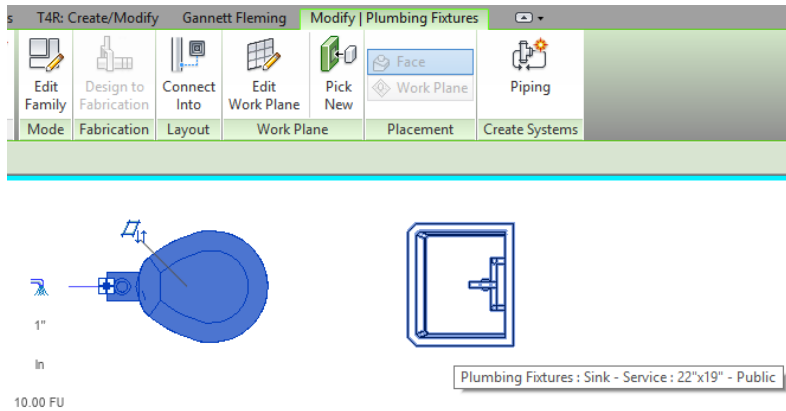 s T4R: Create/Modify Gannett Fleming Modify | Plumbing Fixtures
Edit Family
Design to Fabrication
Connect Into
Edit Work Plane
Pick New
Face
Work Plane
Piping
Mode Fabrication Layout Work Plane Placement Create Systems
1"
In
10.00 FU
Plumbing Fixtures : Sink - Service : 22"x19" - Public